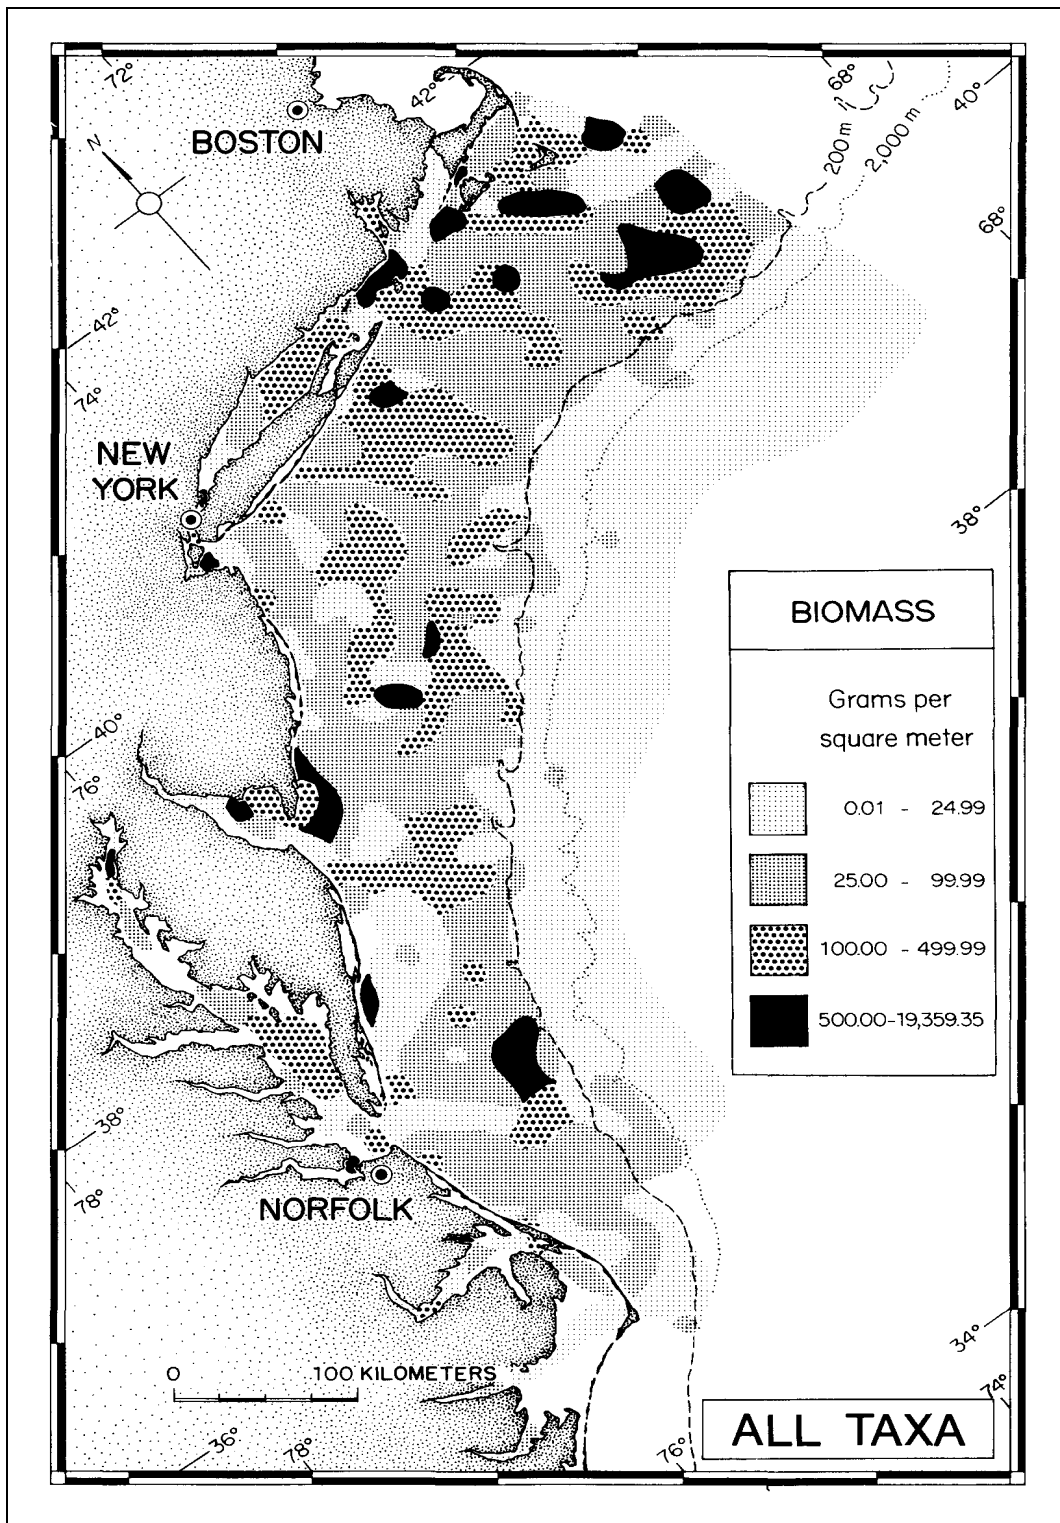 72°
42°
68°
40°
BOSTON
200 m
2,000 m
N
68°
42°
74°
NEW
YORK
38°
BIOMASS
Grams per
square meter
40°
76°
0.01 - 24.99
25.00 - 99.99
100.00 - 499.99
500.00-19,359.35
38°
78°
NORFOLK
34°
0 100 KILOMETERS
74°
ALL TAXA
36°
78°
76°